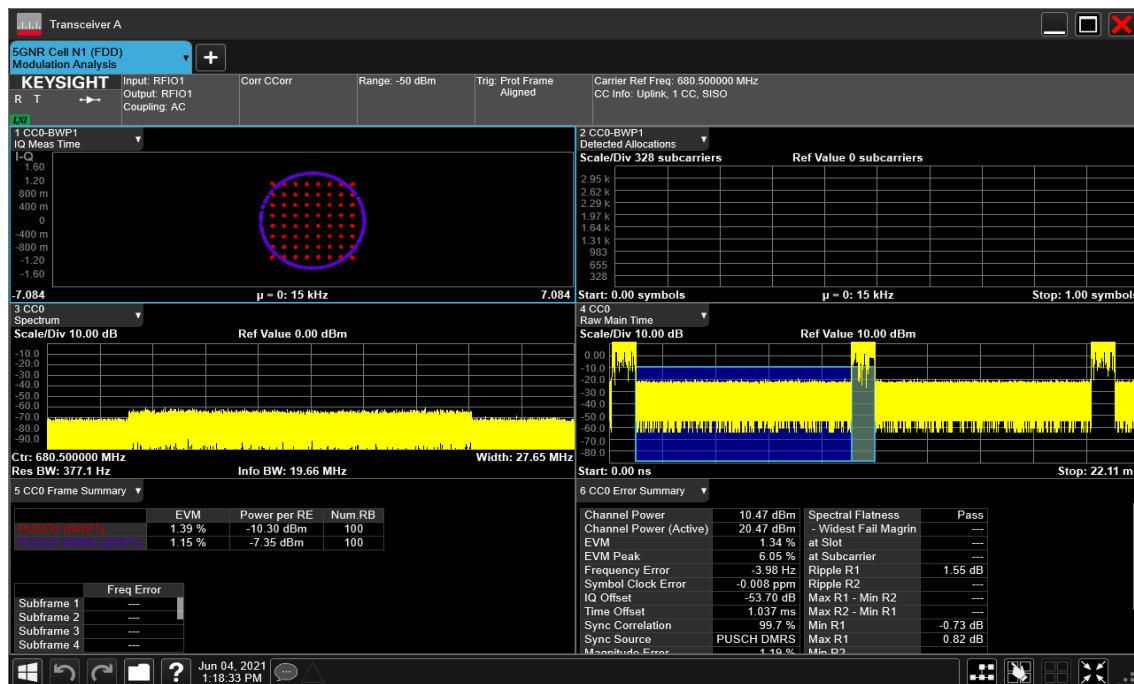 Transceiver A
5GNR Cell N1 (FDD)
Modulation Analysis
KEYSIGHT
R T
LXI
Input: RFIO1
Output: RFIO1
Coupling: AC
Corr CCorr
Range: -50 dBm
Trig: Prot Frame
Aligned
Carrier Ref Freq: 680.500000 MHz
CC Info: Uplink, 1 CC, SISO
1 CC0-BWP1
IQ Meas Time
I-Q
1.60
1.20
800 m
400 m
0
-400 m
-800 m
-1.20
-1.60
-7.084 μ = 0: 15 kHz 7.084
2 CC0-BWP1
Detected Allocations
Scale/Div 328 subcarriers Ref Value 0 subcarriers
2.95 k
2.62 k
2.29 k
1.97 k
1.64 k
1.31 k
983
655
328
Start: 0.00 symbols μ = 0: 15 kHz Stop: 1.00 symbols
3 CC0
Spectrum
Scale/Div 10.00 dB Ref Value 0.00 dBm
-10.0
-20.0
-30.0
-40.0
-50.0
-60.0
-70.0
-80.0
-90.0
Ctr: 680.500000 MHz Width: 27.65 MHz
Res BW: 377.1 Hz Info BW: 19.66 MHz
4 CC0
Raw Main Time
Scale/Div 10.00 dB Ref Value 10.00 dBm
0.00
-10.0
-20.0
-30.0
-40.0
-50.0
-60.0
-70.0
-80.0
Start: 0.00 ns Stop: 22.11 ms
5 CC0 Frame Summary
EVM Power per RE Num.RB
PUSCH (BWP1) 1.39 % -10.30 dBm 100
PUSCH DMRS (BWP1) 1.15 % -7.35 dBm 100
Freq Error
Subframe 1 ---
Subframe 2 ---
Subframe 3 ---
Subframe 4 ---
6 CC0 Error Summary
Channel Power 10.47 dBm Spectral Flatness Pass
Channel Power (Active) 20.47 dBm - Widest Fail Magrin ---
EVM 1.34 % at Slot ---
EVM Peak 6.05 % at Subcarrier ---
Frequency Error -3.98 Hz Ripple R1 1.55 dB
Symbol Clock Error -0.008 ppm Ripple R2 ---
IQ Offset -53.70 dB Max R1 - Min R2 ---
Time Offset 1.037 ms Max R2 - Min R1 ---
Sync Correlation 99.7 % Min R1 -0.73 dB
Sync Source PUSCH DMRS Max R1 0.82 dB
Magnitude Error 1.19 % Min R2 ---
Jun 04, 2021
1:18:33 PM